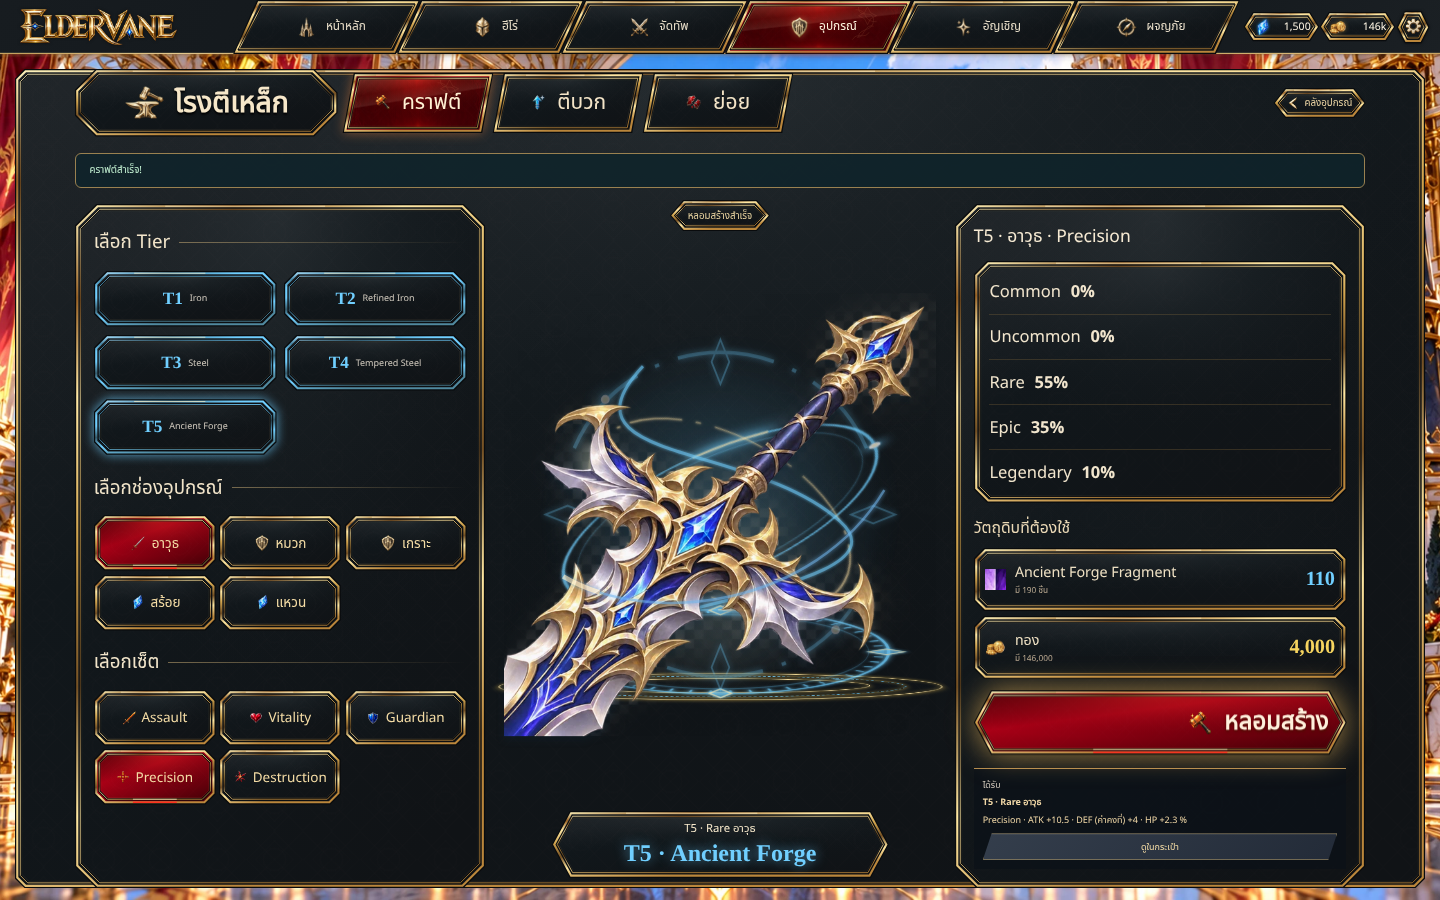 ELDERVANE
หน้าหลัก
ฮีโร่
จัดทัพ
อุปกรณ์
อัญเชิญ
ผจญภัย
1,500
146k
โรงตีเหล็ก
คราฟต์
ตีบวก
ย่อย
คลังอุปกรณ์
คราฟต์สำเร็จ!
เลือก Tier
T1 Iron
T2 Refined Iron
T3 Steel
T4 Tempered Steel
T5 Ancient Forge
เลือกช่องอุปกรณ์
อาวุธ
หมวก
เกราะ
สร้อย
แหวน
เลือกเซ็ต
Assault
Vitality
Guardian
Precision
Destruction
หลอมสร้างสำเร็จ
T5 · Rare อาวุธ
T5 · Ancient Forge
T5 · อาวุธ · Precision
Common 0%
Uncommon 0%
Rare 55%
Epic 35%
Legendary 10%
วัตถุดิบที่ต้องใช้
Ancient Forge Fragment
มี 190 ชิ้น
110
ทอง
มี 146,000
4,000
หลอมสร้าง
ได้รับ
T5 · Rare อาวุธ
Precision · ATK +10.5 · DEF (ค่าคงที่) +4 · HP +2.3 %
ดูในกระเป๋า